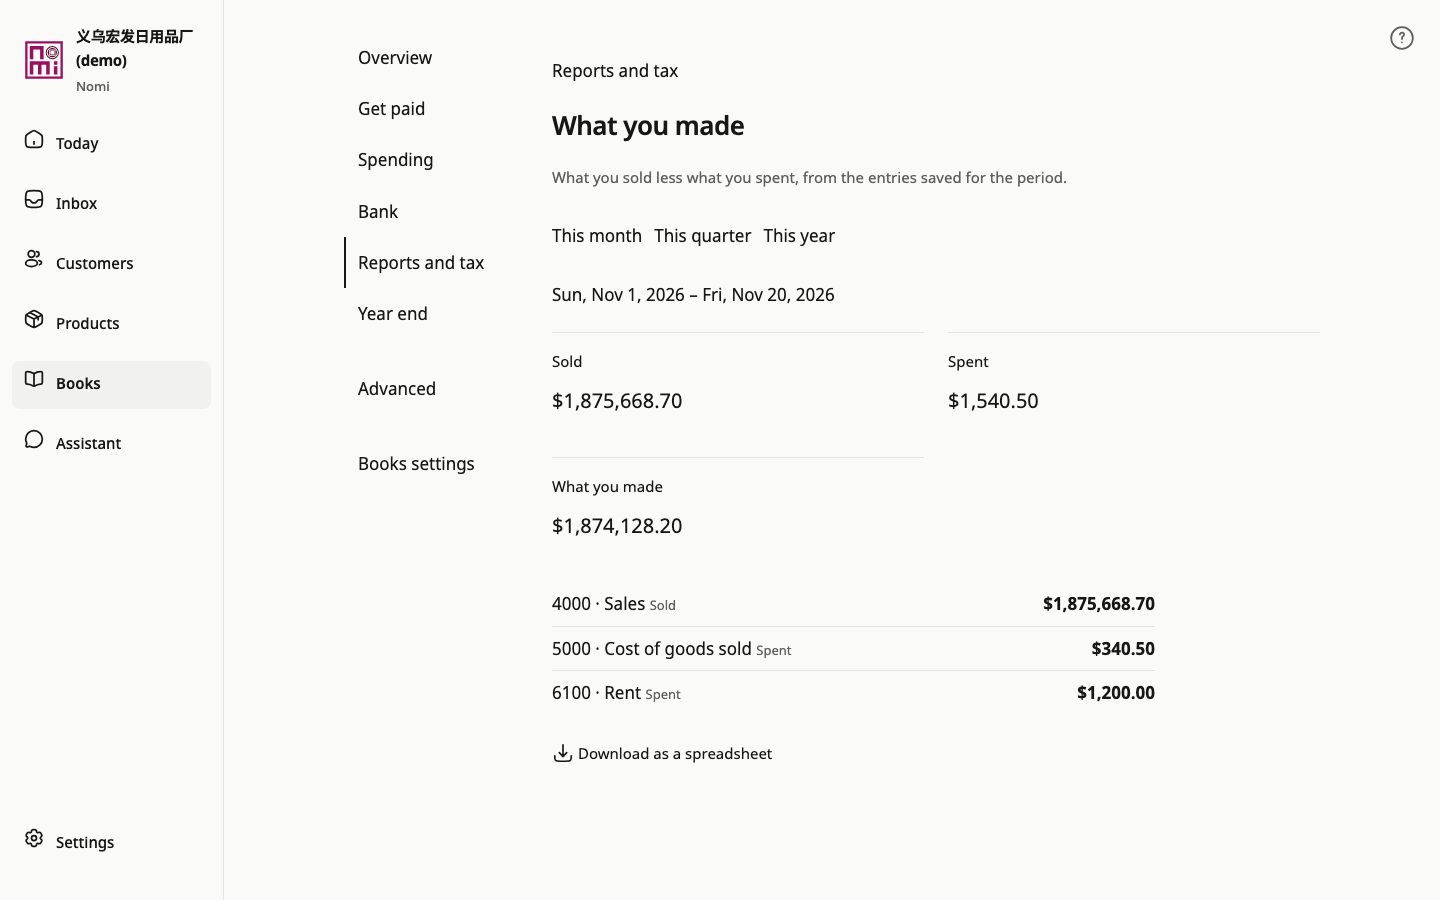 义乌宏发日用品厂
(demo)
Nomi
Today
Inbox
Customers
Products
Books
Assistant
Settings
Overview
Get paid
Spending
Bank
Reports and tax
Year end
Advanced
Books settings
Reports and tax
What you made
What you sold less what you spent, from the entries saved for the period.
This month This quarter This year
Sun, Nov 1, 2026 – Fri, Nov 20, 2026
Sold
$1,875,668.70
Spent
$1,540.50
What you made
$1,874,128.20
4000 · Sales Sold $1,875,668.70
5000 · Cost of goods sold Spent $340.50
6100 · Rent Spent $1,200.00
Download as a spreadsheet